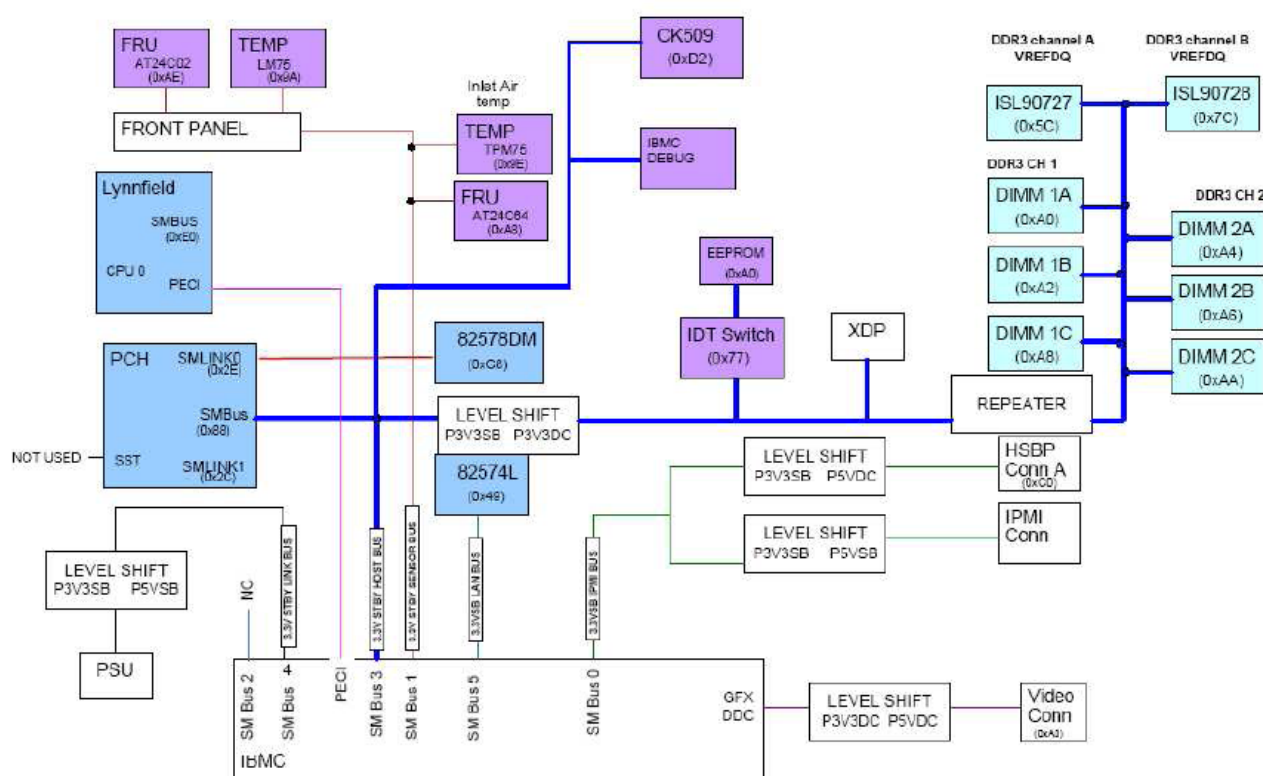 FRU
AT24C02
(0xAE)
TEMP
LM75
(0x9A)
FRONT PANEL
Inlet Air
temp
TEMP
TPM75
(0x9E)
FRU
AT24C64
(0xA8)
CK509
(0xD2)
IBMC
DEBUG
DDR3 channel A
VREFDQ
DDR3 channel B
VREFDQ
ISL90727
(0x5C)
ISL90728
(0x7C)
DDR3 CH 1
DIMM 1A
(0xA0)
DIMM 1B
(0xA2)
DIMM 1C
(0xA8)
DDR3 CH 2
DIMM 2A
(0xA4)
DIMM 2B
(0xA6)
DIMM 2C
(0xAA)
Lynnfield
SMBUS
(0xE0)
CPU 0
PECI
EEPROM
(0xA0)
IDT Switch
(0x77)
XDP
REPEATER
PCH
SMLINK0
(0x2E)
SMBus
(0x88)
SST
SMLINK1
(0x2C)
NOT USED
82578DM
LEVEL SHIFT
P3V3SB P3V3DC
82574L
(0x49)
LEVEL SHIFT
P3V3SB P5VDC
HSBP
Conn A
(0xC0)
LEVEL SHIFT
P3V3SB P5VSB
IPMI
Conn
LEVEL SHIFT
P3V3SB P5VSB
PSU
NC
3.3V STBY LINK BUS
3.3V STBY HOST BUS
3.3V STBY SENSOR BUS
3.3VSB LAN BUS
3.3VSB IPMI BUS
SM Bus 2
SM Bus 4
PECI
SM Bus 3
SM Bus 1
SM Bus 5
SM Bus 0
IBMC
GFX
DDC
LEVEL SHIFT
P3V3DC P5VDC
Video
Conn